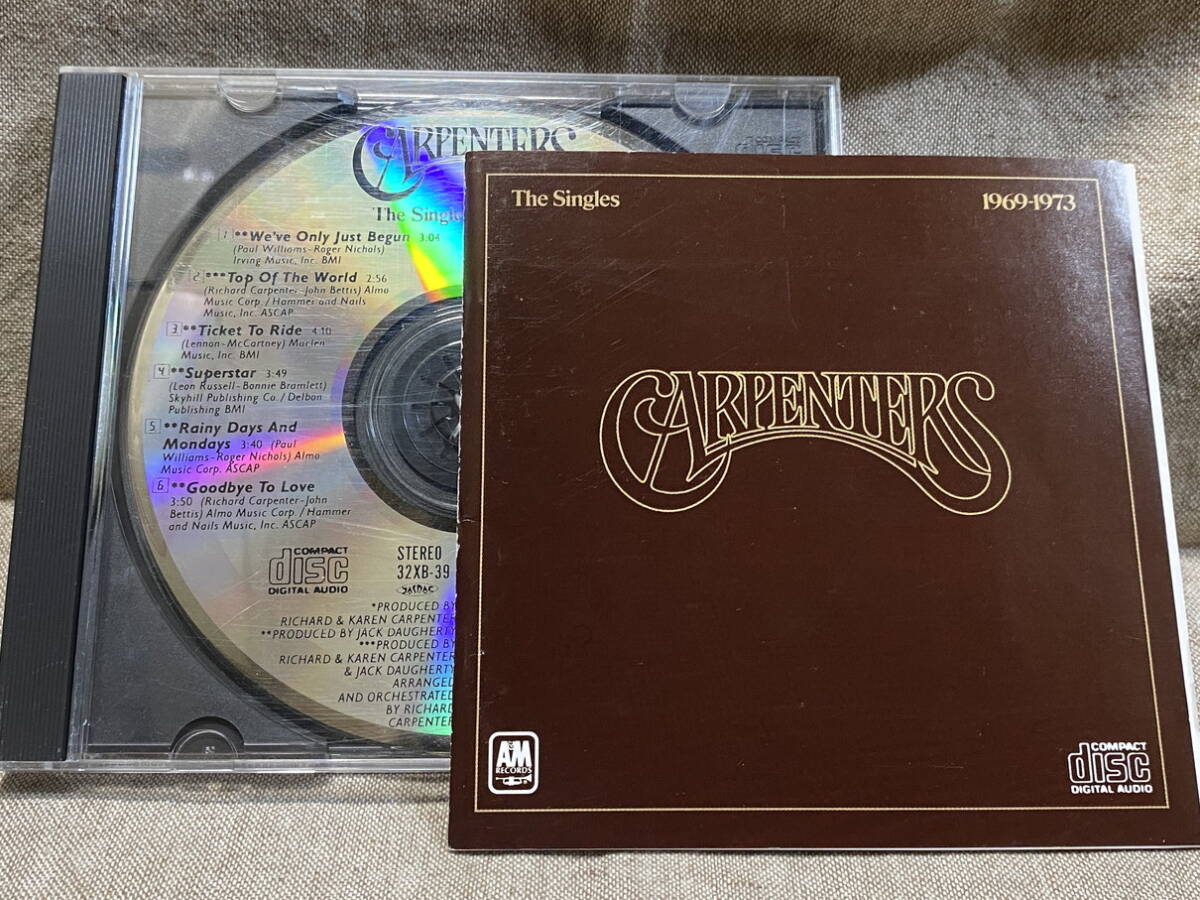 CARPENTERS
The Singles
1 **We've Only Just Begun 3:04
(Paul Williams-Roger Nichols)
Irving Music, Inc. BMI
2 ***Top Of The World 2:56
(Richard Carpenter-John Bettis) Almo
Music Corp./Hammer and Nails
Music, Inc. ASCAP
3 **Ticket To Ride 4:10
(Lennon-McCartney) Maclen
Music, Inc. BMI
4 **Superstar 3:49
(Leon Russell-Bonnie Bramlett)
Skyhill Publishing Co./Delbon
Publishing BMI
5 **Rainy Days And
Mondays 3:40 (Paul
Williams-Roger Nichols) Almo
Music Corp. ASCAP
6 **Goodbye To Love
3:50 (Richard Carpenter-John
Bettis) Almo Music Corp./Hammer
and Nails Music, Inc. ASCAP
COMPACT
disc
DIGITAL AUDIO
STEREO
32XB-39
JASRAC
*PRODUCED BY
RICHARD & KAREN CARPENTER
**PRODUCED BY JACK DAUGHERTY
***PRODUCED BY
RICHARD & KAREN CARPENTER
& JACK DAUGHERTY
ARRANGED
AND ORCHESTRATED
BY RICHARD
CARPENTER
The Singles 1969-1973
CARPENTERS
A&M
RECORDS
COMPACT
disc
DIGITAL AUDIO